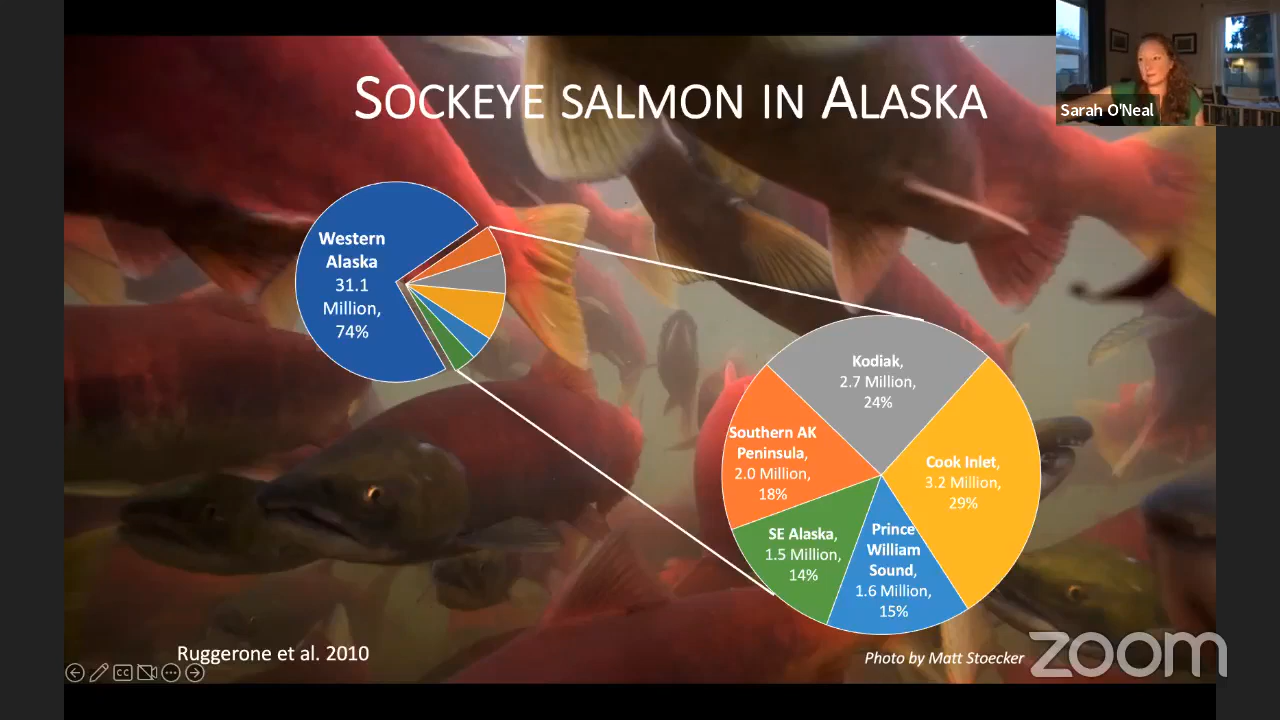 SOCKEYE SALMON IN ALASKA
Sarah O'Neal
Western
Alaska
31.1
Million,
74%
Kodiak,
2.7 Million,
24%
Southern AK
Peninsula,
2.0 Million,
18%
Cook Inlet,
3.2 Million,
29%
SE Alaska,
1.5 Million,
14%
Prince
William
Sound,
1.6 Million,
15%
Ruggerone et al. 2010
Photo by Matt Stoecker
zoom
CC